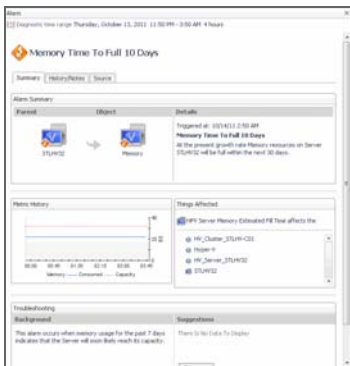 Alarm
Diagnostic time range Thursday, October 13, 2011 11:50 PM - 3:50 AM 4 hours
Memory Time To Full 10 Days
Summary History/Notes Source
Alarm Summary
Parent Object Details
STLHV32 Memory
Triggered at: 10/14/11 2:50 AM
Memory Time To Full 10 Days
At the present growth rate Memory resources on Server
STLHV32 will be full within the next 30 days.
Metric History
Things Affected
HPV Server Memory Estimated Fill Time affects the
HV_Cluster_STLHV-CS5
Hyper-V
HV_Server_STLHV32
STLHV32
Memory Consumed Capacity
Troubleshooting
Background Suggestions
This alarm occurs when memory usage for the past 7 days
indicates that the Server will soon likely reach its capacity.
There Is No Data To Display